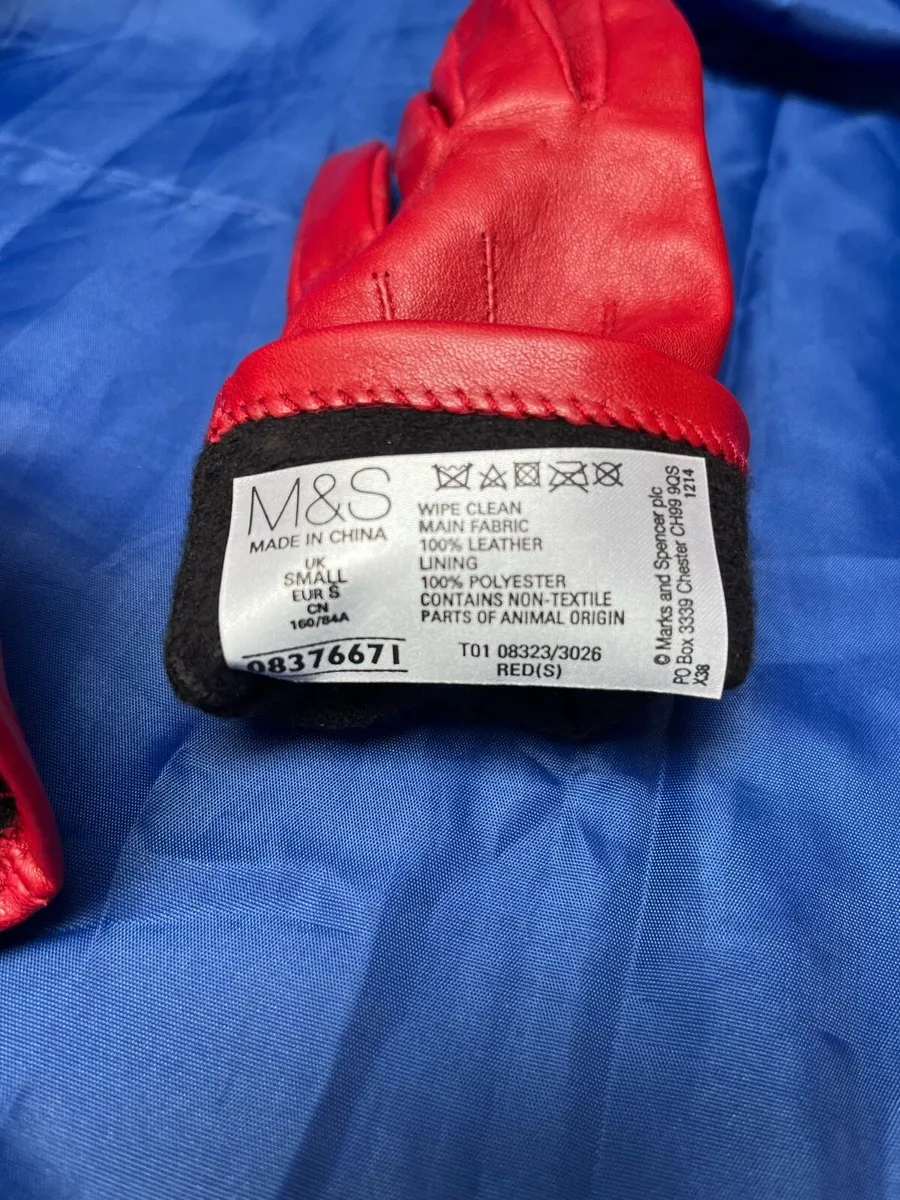 M&S
MADE IN CHINA
UK
SMALL
EUR S
CN
160/84A
08376671
WIPE CLEAN
MAIN FABRIC
100% LEATHER
LINING
100% POLYESTER
CONTAINS NON-TEXTILE
PARTS OF ANIMAL ORIGIN
T01 08323/3026
RED(S)
© Marks and Spencer plc
PO Box 3339 Chester CH99 9QS
X38
1214